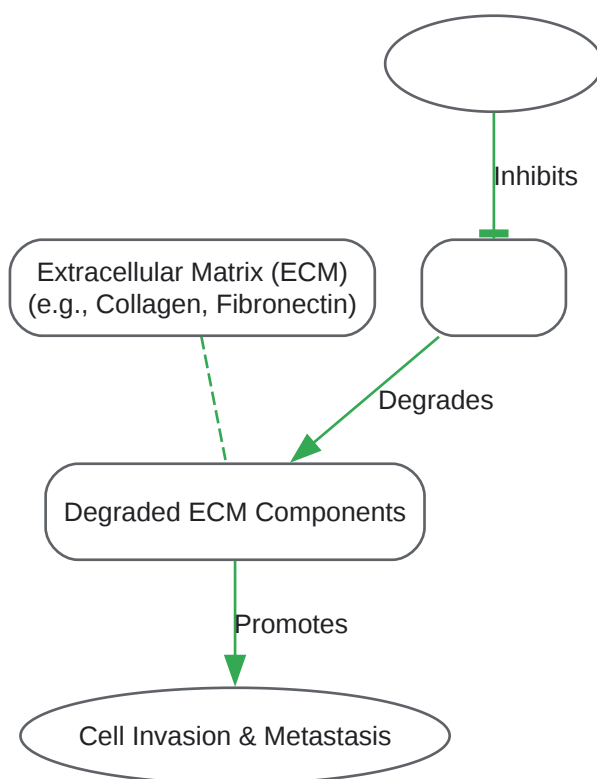 Inhibits
Extracellular Matrix (ECM)
(e.g., Collagen, Fibronectin)
Degrades
Degraded ECM Components
Promotes
Cell Invasion & Metastasis